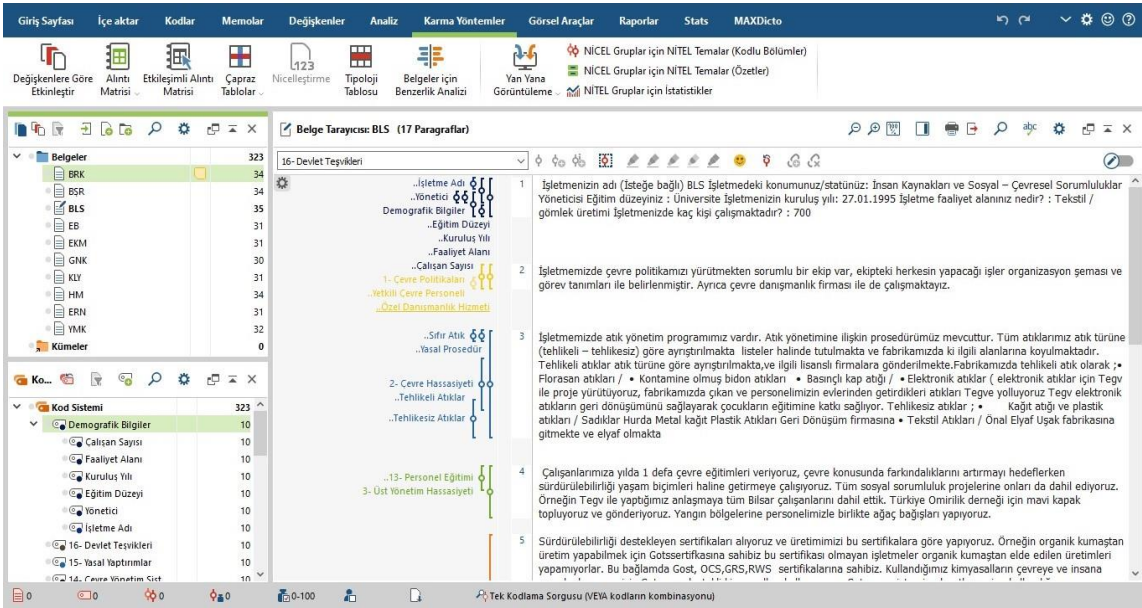 Giriş Sayfası İçe aktar Kodlar Memolar Değişkenler Analiz Karma Yöntemler Görsel Araçlar Raporlar Stats MAXDicto
Değişkenlere Göre Etkinleştir
Alıntı Matrisi
Etkileşimli Alıntı Matrisi
Çapraz Tablolar
.123
Nicelleştirme
Tipoloji Tablosu
Belgeler için Benzerlik Analizi
Yan Yana Görüntüleme
NİCEL Gruplar için NİTEL Temalar (Kodlu Bölümler)
NİCEL Gruplar için NİTEL Temalar (Özetler)
NİTEL Gruplar için İstatistikler
Belgeler 323
BRK 34
BSR 34
BLS 35
EB 31
EKM 31
GNK 30
KLY 31
HM 34
ERN 31
YMK 32
Kümeler 0
Ko...
Kod Sistemi 323
Demografik Bilgiler 10
Çalışan Sayısı 10
Faaliyet Alanı 10
Kuruluş Yılı 10
Eğitim Düzeyi 10
Yönetici 10
İşletme Adı 10
16- Devlet Teşvikleri 10
15- Yasal Yaptırımlar 10
14- Çevre Yönetim Sist 10
Belge Tarayıcısı: BLS (17 Paragraflar)
abc
16- Devlet Teşvikleri
..İşletme Adı
..Yönetici
Demografik Bilgiler
..Eğitim Düzeyi
..Kuruluş Yılı
..Faaliyet Alanı
..Çalışan Sayısı
1- Çevre Politikaları
..Yetkili Çevre Personeli
..Özel Danışmanlık Hizmeti
..Sıfır Atık
..Yasal Prosedür
2- Çevre Hassasiyeti
..Tehlikeli Atıklar
..Tehlikesiz Atıklar
..13- Personel Eğitimi
3- Üst Yönetim Hassasiyeti
1 İşletmenizin adı (İsteğe bağlı) BLS İşletmedeki konumunuz/statünüz: İnsan Kaynakları ve Sosyal – Çevresel Sorumluluklar
Yöneticisi Eğitim düzeyiniz : Üniversite İşletmenizin kuruluş yılı: 27.01.1995 İşletme faaliyet alanınız nedir? : Tekstil /
gömlek üretimi İşletmenizde kaç kişi çalışmaktadır? : 700
2 İşletmemizde çevre politikamızı yürütmekten sorumlu bir ekip var, ekipteki herkesin yapacağı işler organizasyon şeması ve
görev tanımları ile belirlenmiştir. Ayrıca çevre danışmanlık firması ile de çalışmaktayız.
3 İşletmemizde atık yönetim programımız vardır. Atık yönetimine ilişkin prosedürümüz mevcuttur. Tüm atıklarımız atık türüne
(tehlikeli – tehlikesiz) göre ayrıştırılmakta listeler halinde tutulmakta ve fabrikamızda ki ilgili alanlarına koyulmaktadır.
Tehlikeli atıklar atık türüne göre ayrıştırılmakta,ve ilgili lisanslı firmalara gönderilmekte.Fabrikamızda tehlikeli atık olarak ;•
Florasan atıkları / • Kontamine olmuş bidon atıkları • Basınçlı kap atığı / • Elektronik atıklar ( elektronik atıklar için Tegv
ile proje yürütüyoruz, fabrikamızda çıkan ve personelimizin evlerinden getirdikleri atıkları Tegve yolluyoruz Tegv elektronik
atıkların geri dönüşümünü sağlayarak çocukların eğitimine katkı sağlıyor. Tehlikesiz atıklar ; • Kağıt atığı ve plastik
atıkları / Sadıklar Hurda Metal kağıt Plastik Atıkları Geri Dönüşüm firmasına • Tekstil Atıkları / Önal Elyaf Uşak fabrikasına
gitmekte ve elyaf olmakta
4 Çalışanlarımıza yılda 1 defa çevre eğitimleri veriyoruz, çevre konusunda farkındalıklarını artırmayı hedeflerken
sürdürülebilirliği yaşam biçimleri haline getirmeye çalışıyoruz. Tüm sosyal sorumluluk projelerine onları da dahil ediyoruz.
Örneğin Tegv ile yaptığımız anlaşmaya tüm Bilsar çalışanlarını dahil ettik. Türkiye Omirilik derneği için mavi kapak
topluyoruz ve gönderiyoruz. Yangın bölgelerine personelimizle birlikte ağaç bağışları yapıyoruz.
5 Sürdürülebilirliği destekleyen sertifikaları alıyoruz ve üretimimizi bu sertifikalara göre yapıyoruz. Örneğin organik kumaştan
üretim yapabilmek için Gotssertifkasına sahibiz bu sertifikası olmayan işletmeler organik kumaştan elde edilen üretimleri
yapamıyorlar. Bu bağlamda Gost, OCS,GRS,RWS sertifikalarına sahibiz. Kullandığımız kimyasalların çevreye ve insana
0 0 0 0 0-100 Tek Kodlama Sorgusu (VEYA kodların kombinasyonu)